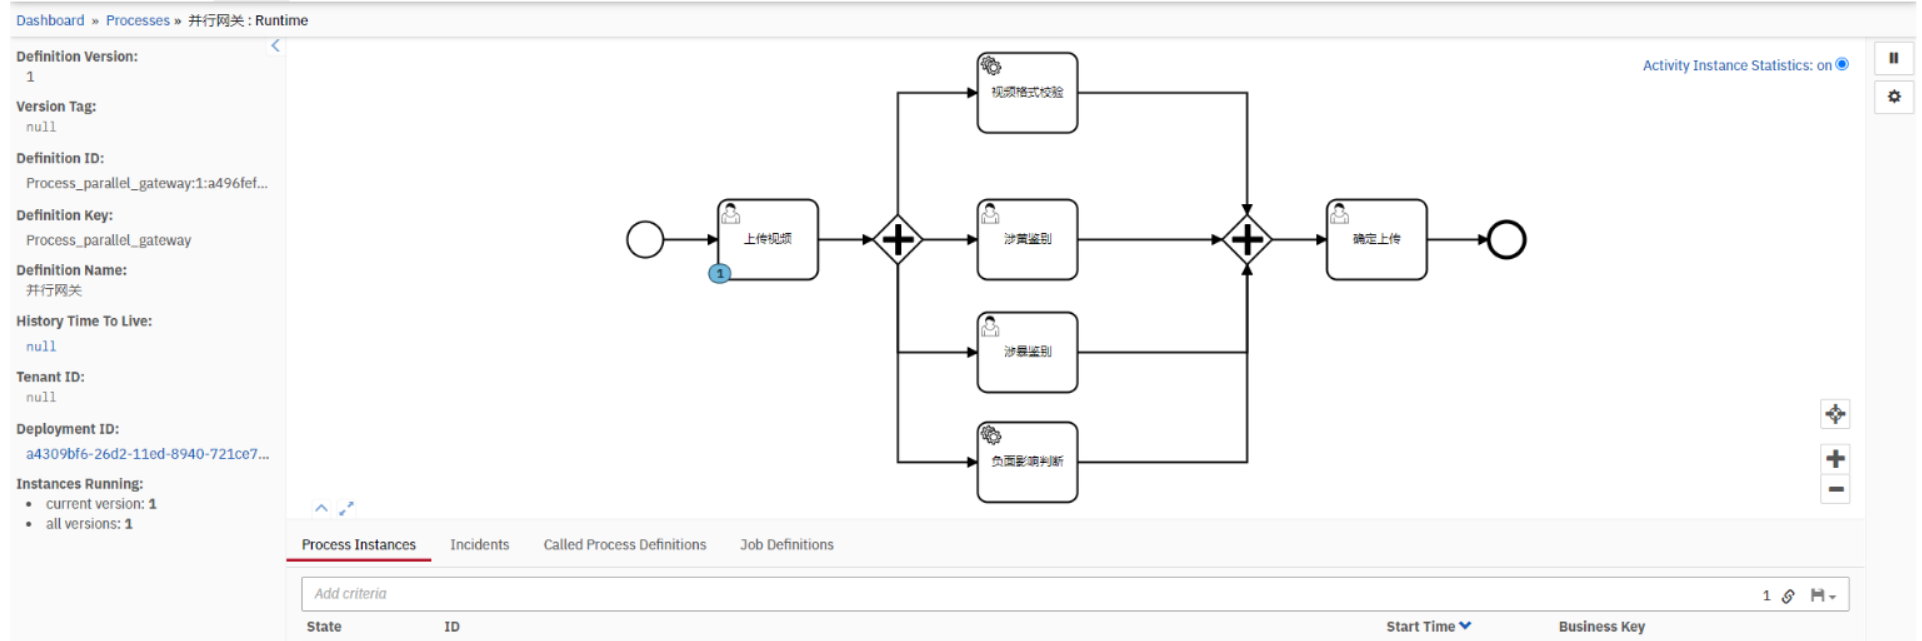 Dashboard » Processes » 并行网关 : Runtime
Definition Version:
1
Version Tag:
null
Definition ID:
Process_parallel_gateway:1:a496fef...
Definition Key:
Process_parallel_gateway
Definition Name:
并行网关
History Time To Live:
null
Tenant ID:
null
Deployment ID:
a4309bf6-26d2-11ed-8940-721ce7...
Instances Running:
current version: 1
all versions: 1
Activity Instance Statistics: on
视频格式校验
上传视频
1
涉黄鉴别
确定上传
涉暴鉴别
负面影响判断
Process Instances Incidents Called Process Definitions Job Definitions
Add criteria 1
State ID Start Time Business Key